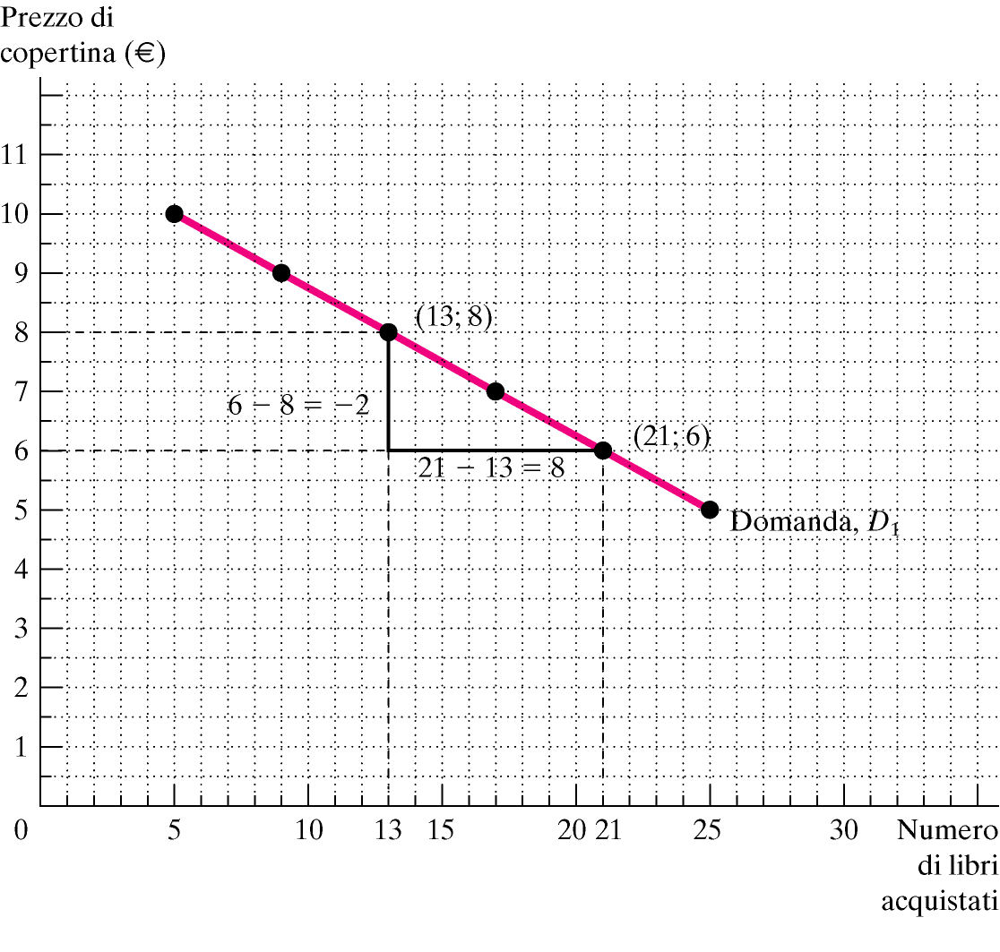 Prezzo di
copertina (€)
11
10
9
8
7
6
5
4
3
2
1
0
(13; 8)
6 − 8 = −2
(21; 6)
21 − 13 = 8
Domanda, D₁
5 10 13 15 20 21 25 30
Numero
di libri
acquistati